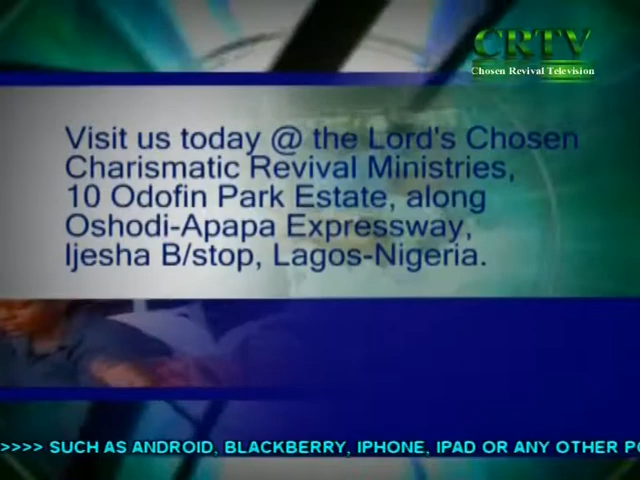 CRTV
Chosen Revival Television
Visit us today @ the Lord's Chosen
Charismatic Revival Ministries,
10 Odofin Park Estate, along
Oshodi-Apapa Expressway,
Ijesha B/stop, Lagos-Nigeria.
>>>> SUCH AS ANDROID, BLACKBERRY, IPHONE, IPAD OR ANY OTHER